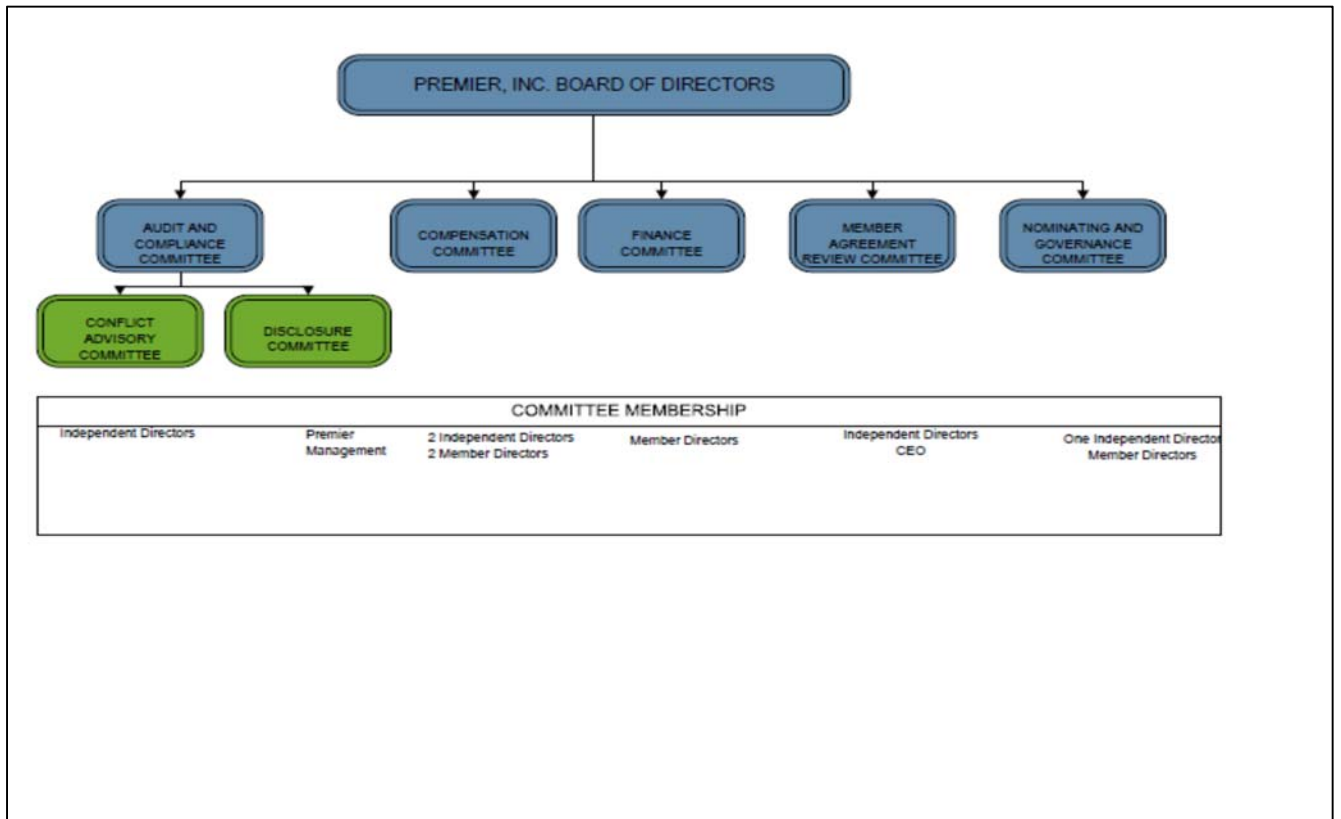 PREMIER, INC. BOARD OF DIRECTORS
AUDIT AND
COMPLIANCE
COMMITTEE
COMPENSATION
COMMITTEE
FINANCE
COMMITTEE
MEMBER
AGREEMENT
REVIEW COMMITTEE
NOMINATING AND
GOVERNANCE
COMMITTEE
CONFLICT
ADVISORY
COMMITTEE
DISCLOSURE
COMMITTEE
COMMITTEE MEMBERSHIP
Independent Directors
Premier
Management
2 Independent Directors
2 Member Directors
Member Directors
Independent Directors
CEO
One Independent Director
Member Directors